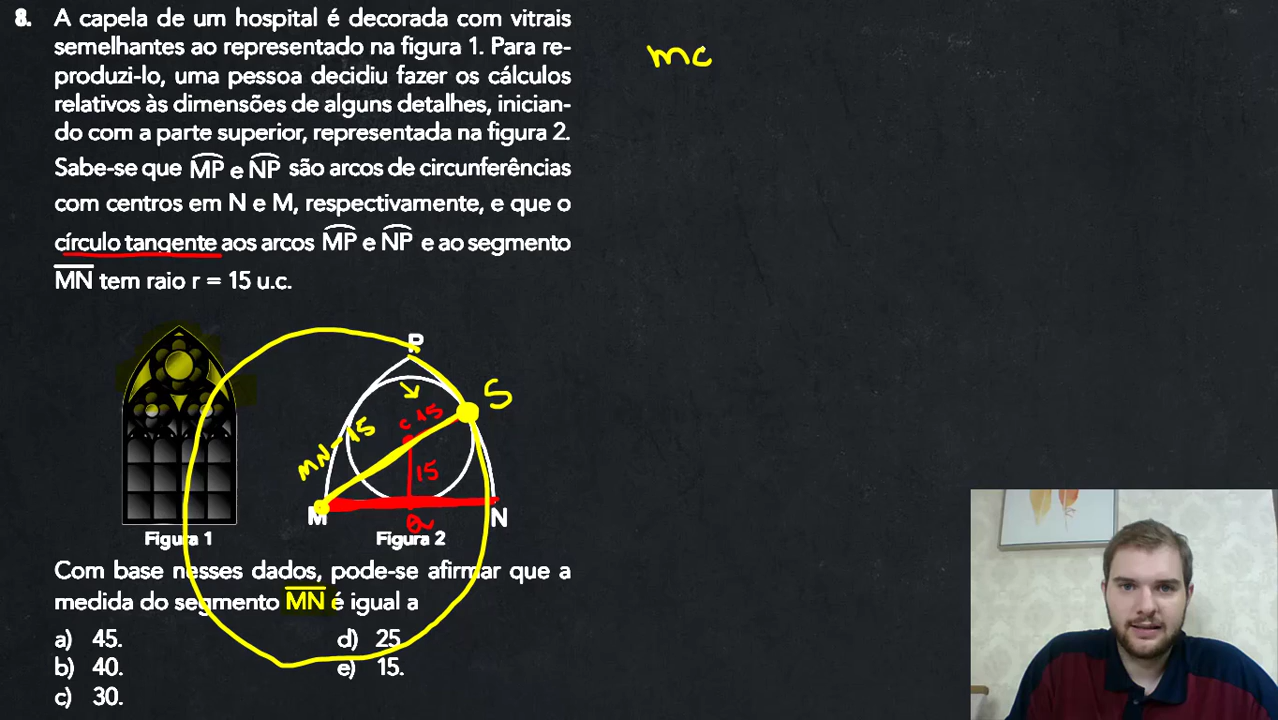 8. A capela de um hospital é decorada com vitrais
semelhantes ao representado na figura 1. Para re-
produzi-lo, uma pessoa decidiu fazer os cálculos
relativos às dimensões de alguns detalhes, inician-
do com a parte superior, representada na figura 2.
Sabe-se que MP e NP são arcos de circunferências
com centros em N e M, respectivamente, e que o
círculo tangente aos arcos MP e NP e ao segmento
MN tem raio r = 15 u.c.
mc
P
S
c 15
MN-15
15
M
Q
N
Figura 1
Figura 2
Com base nesses dados, pode-se afirmar que a
medida do segmento MN é igual a
a) 45.
d) 25.
b) 40.
e) 15.
c) 30.